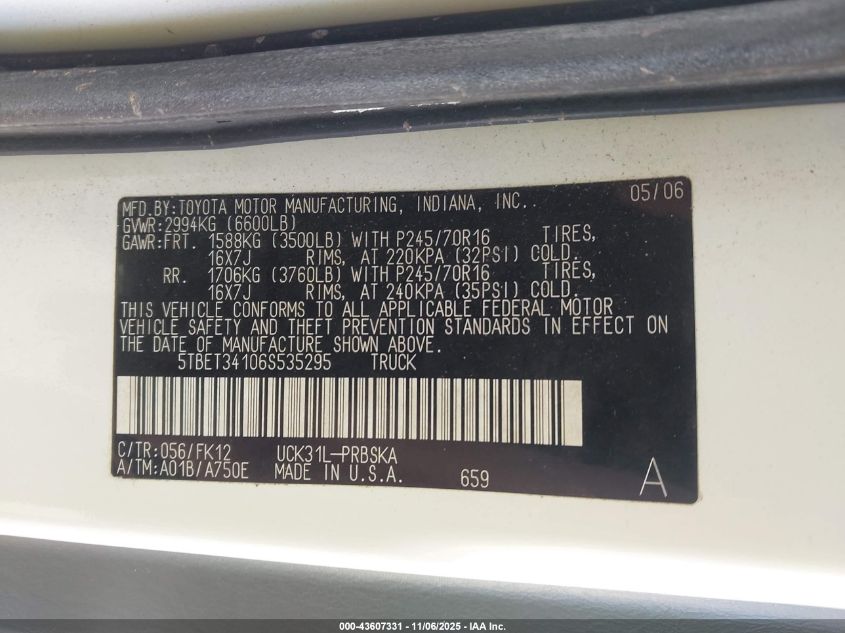 MFD.BY:TOYOTA MOTOR MANUFACTURING, INDIANA, INC.. 05/06
GVWR:2994KG (6600LB)
GAWR:FRT. 1588KG (3500LB) WITH P245/70R16 TIRES,
16X7J RIMS, AT 220KPA (32PSI) COLD.
RR. 1706KG (3760LB) WITH P245/70R16 TIRES,
16X7J RIMS, AT 240KPA (35PSI) COLD.
THIS VEHICLE CONFORMS TO ALL APPLICABLE FEDERAL MOTOR
VEHICLE SAFETY AND THEFT PREVENTION STANDARDS IN EFFECT ON
THE DATE OF MANUFACTURE SHOWN ABOVE.
5TBET34106S535295 TRUCK
C/TR:056/FK12 UCK31L-PRBSKA
A/TM:A01B/A750E MADE IN U.S.A. 659 A
000-43607331 - 11/06/2025 - IAA Inc.